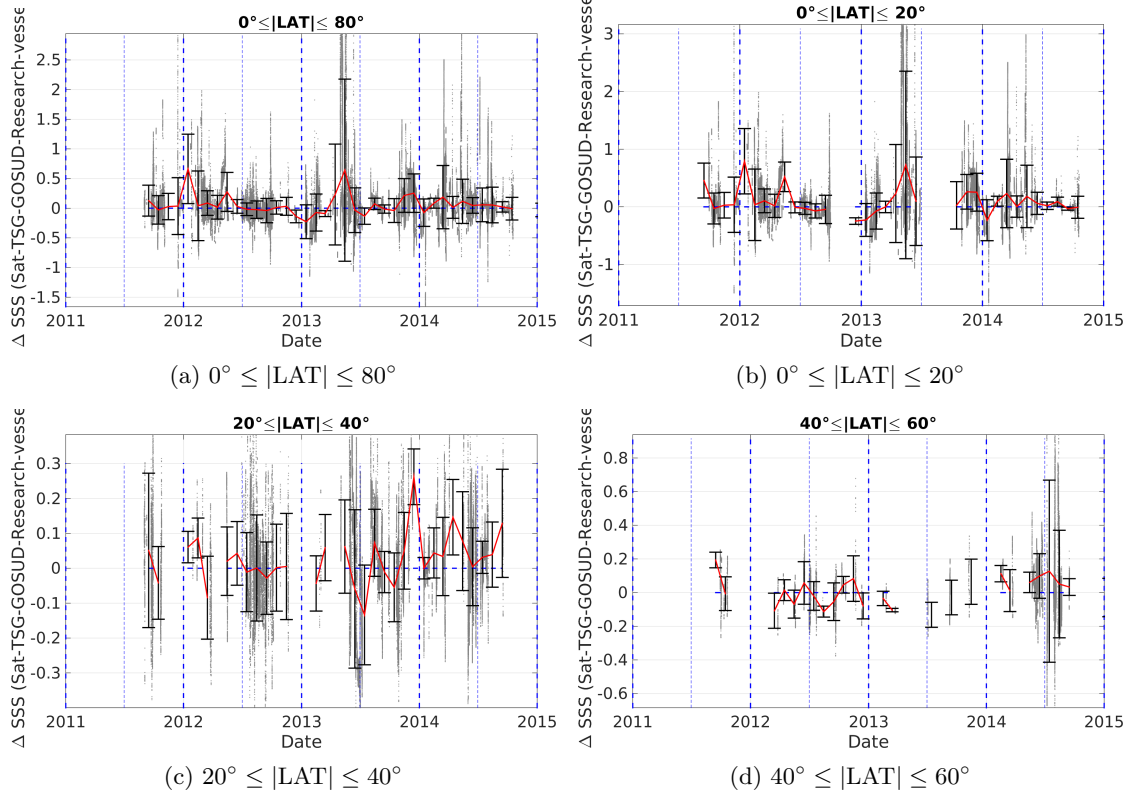 0°≤|LAT|≤ 80°
Δ SSS (Sat-TSG-GOSUD-Research-vesse
2.5
2
1.5
1
0.5
0
-0.5
-1
-1.5
2011 2012 2013 2014 2015
Date
(a) 0° ≤ |LAT| ≤ 80°
0°≤|LAT|≤ 20°
Δ SSS (Sat-TSG-GOSUD-Research-vesse
3
2
1
0
-1
2011 2012 2013 2014 2015
Date
(b) 0° ≤ |LAT| ≤ 20°
20°≤|LAT|≤ 40°
Δ SSS (Sat-TSG-GOSUD-Research-vesse
0.3
0.2
0.1
0
-0.1
-0.2
-0.3
2011 2012 2013 2014 2015
Date
(c) 20° ≤ |LAT| ≤ 40°
40°≤|LAT|≤ 60°
Δ SSS (Sat-TSG-GOSUD-Research-vesse
0.8
0.6
0.4
0.2
0
-0.2
-0.4
-0.6
2011 2012 2013 2014 2015
Date
(d) 40° ≤ |LAT| ≤ 60°